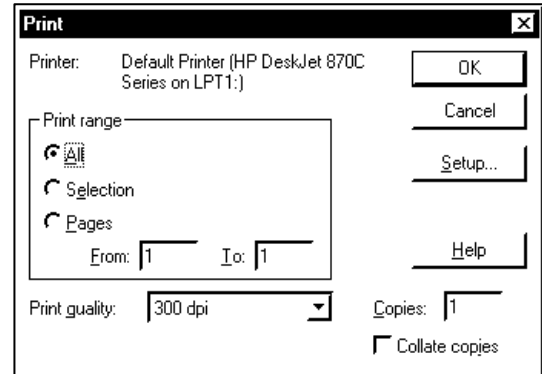 Print
Printer: Default Printer (HP DeskJet 870C
Series on LPT1:)
OK
Cancel
Print range
All
Setup...
Selection
Pages
From: 1 To: 1
Help
Print quality: 300 dpi
Copies: 1
Collate copies